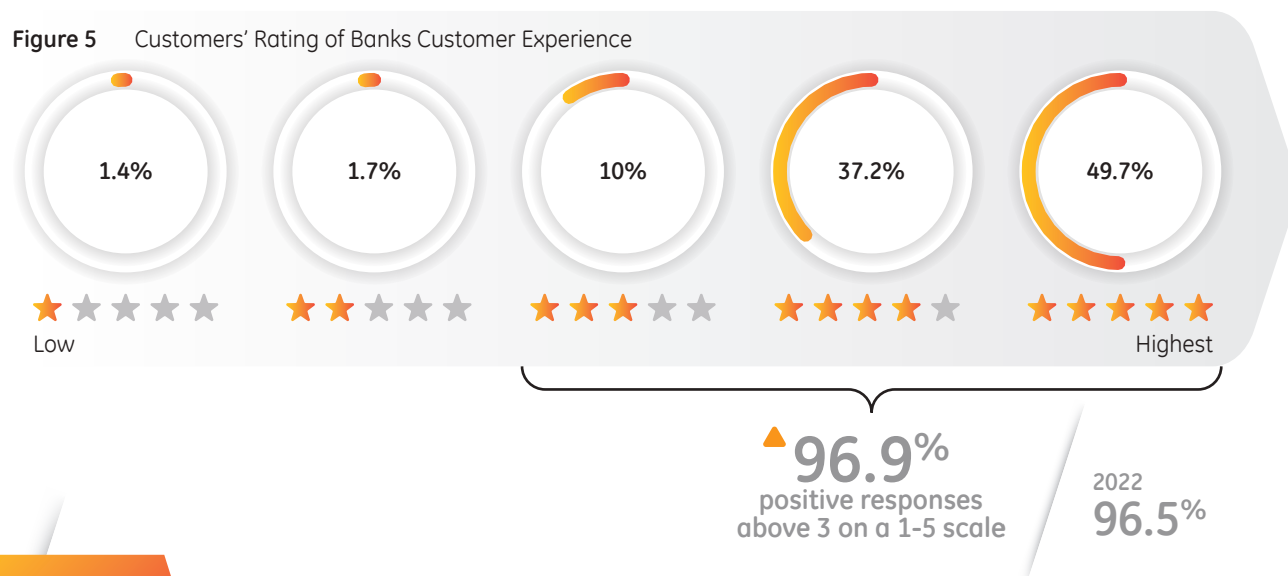 Figure 5 Customers’ Rating of Banks Customer Experience
1.4%
1.7%
10%
37.2%
49.7%
Low
Highest
96.9%
positive responses
above 3 on a 1-5 scale
2022
96.5%